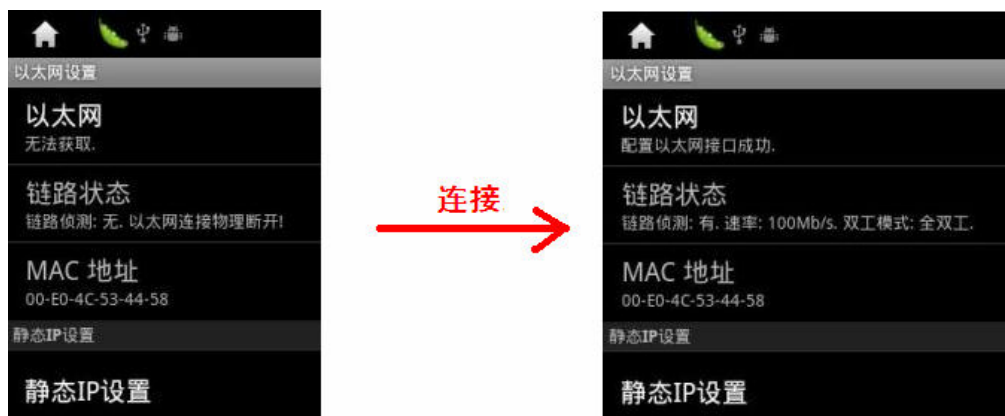 以太网设置
以太网
无法获取.
链路状态
链路侦测: 无. 以太网连接物理断开!
MAC 地址
00-E0-4C-53-44-58
静态IP设置
静态IP设置
连接
以太网设置
以太网
配置以太网接口成功.
链路状态
链路侦测: 有. 速率: 100Mb/s. 双工模式: 全双工.
MAC 地址
00-E0-4C-53-44-58
静态IP设置
静态IP设置